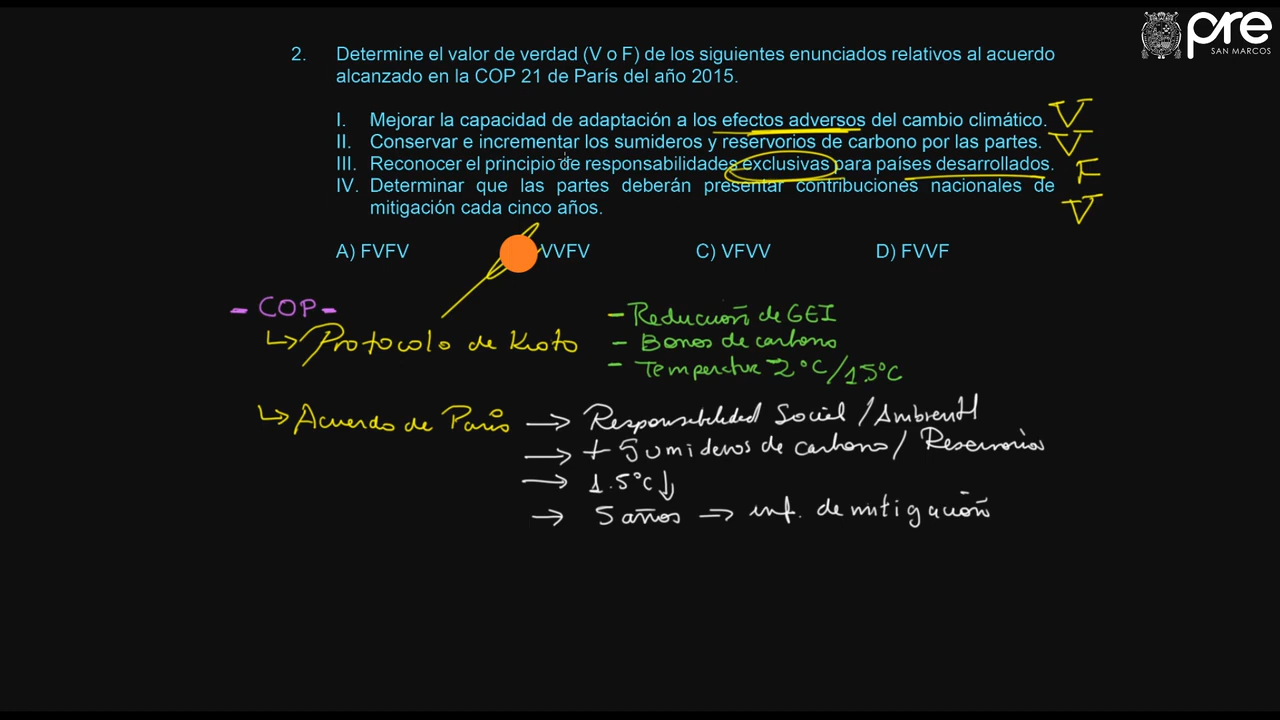 pre
SAN MARCOS
2. Determine el valor de verdad (V o F) de los siguientes enunciados relativos al acuerdo
alcanzado en la COP 21 de París del año 2015.
I. Mejorar la capacidad de adaptación a los efectos adversos del cambio climático. V
II. Conservar e incrementar los sumideros y reservorios de carbono por las partes. V
III. Reconocer el principio de responsabilidades exclusivas para países desarrollados. F
IV. Determinar que las partes deberán presentar contribuciones nacionales de
mitigación cada cinco años. V
A) FVFV VVFV C) VFVV D) FVVF
- COP -
↳ Protocolo de Kioto
- Reducción de GEI
- Bonos de carbono
- Temperatur 2°C/1.5°C
↳ Acuerdo de París → Responsabilidad Social / Ambiental
→ + Sumideros de carbono / Reservorios
→ 1.5°C ↓
→ 5 años → inf. de mitigación